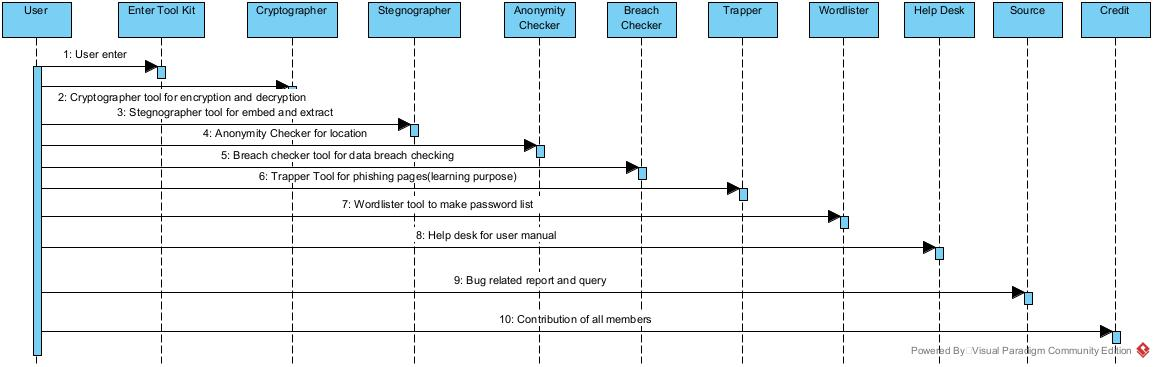 User
Enter Tool Kit
Cryptographer
Stegnographer
Anonymity
Checker
Breach
Checker
Trapper
Wordlister
Help Desk
Source
Credit
1: User enter
2: Cryptographer tool for encryption and decryption
3: Stegnographer tool for embed and extract
4: Anonymity Checker for location
5: Breach checker tool for data breach checking
6: Trapper Tool for phishing pages(learning purpose)
7: Wordlister tool to make password list
8: Help desk for user manual
9: Bug related report and query
10: Contribution of all members
Powered By Visual Paradigm Community Edition